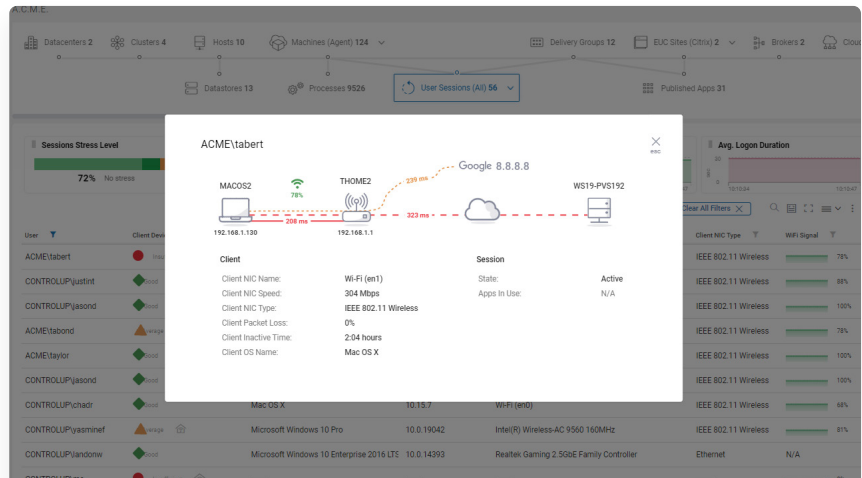 A.C.M.E.
Datacenters 2 Clusters 4 Hosts 10 Machines (Agent) 124 Delivery Groups 12 EUC Sites (Citrix) 2 Brokers 2 Cloud
Datastores 13 Processes 9526 User Sessions (All) 56 Published Apps 31
Sessions Stress Level
72% No stress
Avg. Logon Duration
Clear All Filters
User Client Devi Client NIC Type WiFi Signal
ACME\tabert
esc
Google 8.8.8.8
239 ms
MACOS2 78% THOME2 WS19-PVS192
208 ms 323 ms
192.168.1.130 192.168.1.1
Client Session
Client NIC Name: Wi-Fi (en1) State: Active
Client NIC Speed: 304 Mbps Apps In Use: N/A
Client NIC Type: IEEE 802.11 Wireless
Client Packet Loss: 0%
Client Inactive Time: 2:04 hours
Client OS Name: Mac OS X
ACME\tabert IEEE 802.11 Wireless 78%
CONTROLUP\justint Good IEEE 802.11 Wireless 88%
CONTROLUP\jasond Good IEEE 802.11 Wireless 100%
ACME\tabond IEEE 802.11 Wireless 78%
ACME\taylor Good IEEE 802.11 Wireless 100%
CONTROLUP\jasond Good IEEE 802.11 Wireless 100%
CONTROLUP\chadr Good Mac OS X 10.15.7 Wi-Fi (en0) IEEE 802.11 Wireless 68%
CONTROLUP\yasminef Microsoft Windows 10 Pro 10.0.19042 Intel(R) Wireless-AC 9560 160MHz IEEE 802.11 Wireless 81%
CONTROLUP\landonw Good Microsoft Windows 10 Enterprise 2016 LTS 10.0.14393 Realtek Gaming 2.5GbE Family Controller Ethernet N/A